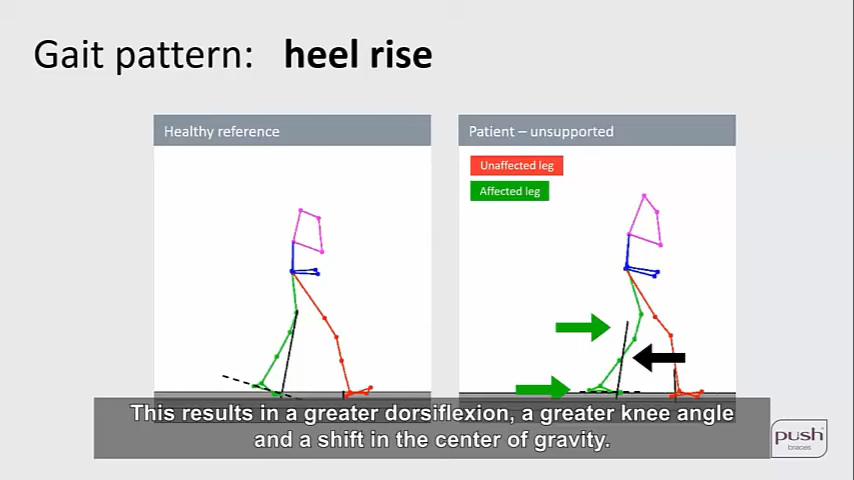 Gait pattern: heel rise
Healthy reference
Patient – unsupported
Unaffected leg
Affected leg
This results in a greater dorsiflexion, a greater knee angle
and a shift in the center of gravity.
push
braces